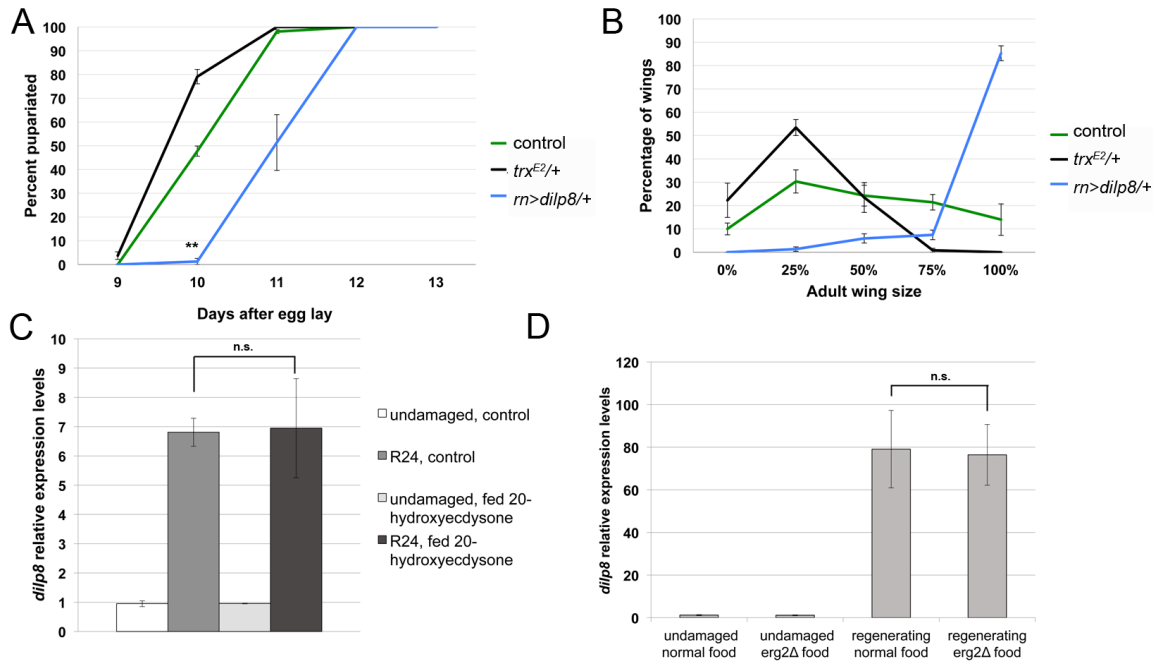 A
Percent pupariated
100
90
80
70
60
50
40
30
20
10
0
**
9 10 11 12 13
Days after egg lay
control
trxE2/+
rn>dilp8/+
B
Percentage of wings
100
90
80
70
60
50
40
30
20
10
0
0% 25% 50% 75% 100%
Adult wing size
control
trxE2/+
rn>dilp8/+
C
dilp8 relative expression levels
10
9
8
7
6
5
4
3
2
1
0
n.s.
undamaged, control
R24, control
undamaged, fed 20-
hydroxyecdysone
R24, fed 20-
hydroxyecdysone
D
dilp8 relative expression levels
120
100
80
60
40
20
0
n.s.
undamaged
normal food
undamaged
erg2Δ food
regenerating
normal food
regenerating
erg2Δ food